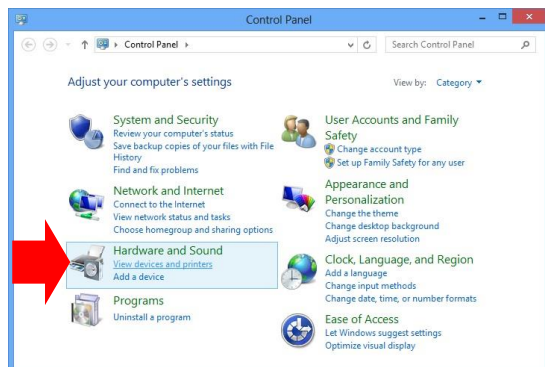 Control Panel
Control Panel
Search Control Panel
Adjust your computer's settings
View by: Category
System and Security
Review your computer's status
Save backup copies of your files with File
History
Find and fix problems
Network and Internet
Connect to the Internet
View network status and tasks
Choose homegroup and sharing options
Hardware and Sound
View devices and printers
Add a device
Programs
Uninstall a program
User Accounts and Family
Safety
Change account type
Set up Family Safety for any user
Appearance and
Personalization
Change the theme
Change desktop background
Adjust screen resolution
Clock, Language, and Region
Add a language
Change input methods
Change date, time, or number formats
Ease of Access
Let Windows suggest settings
Optimize visual display